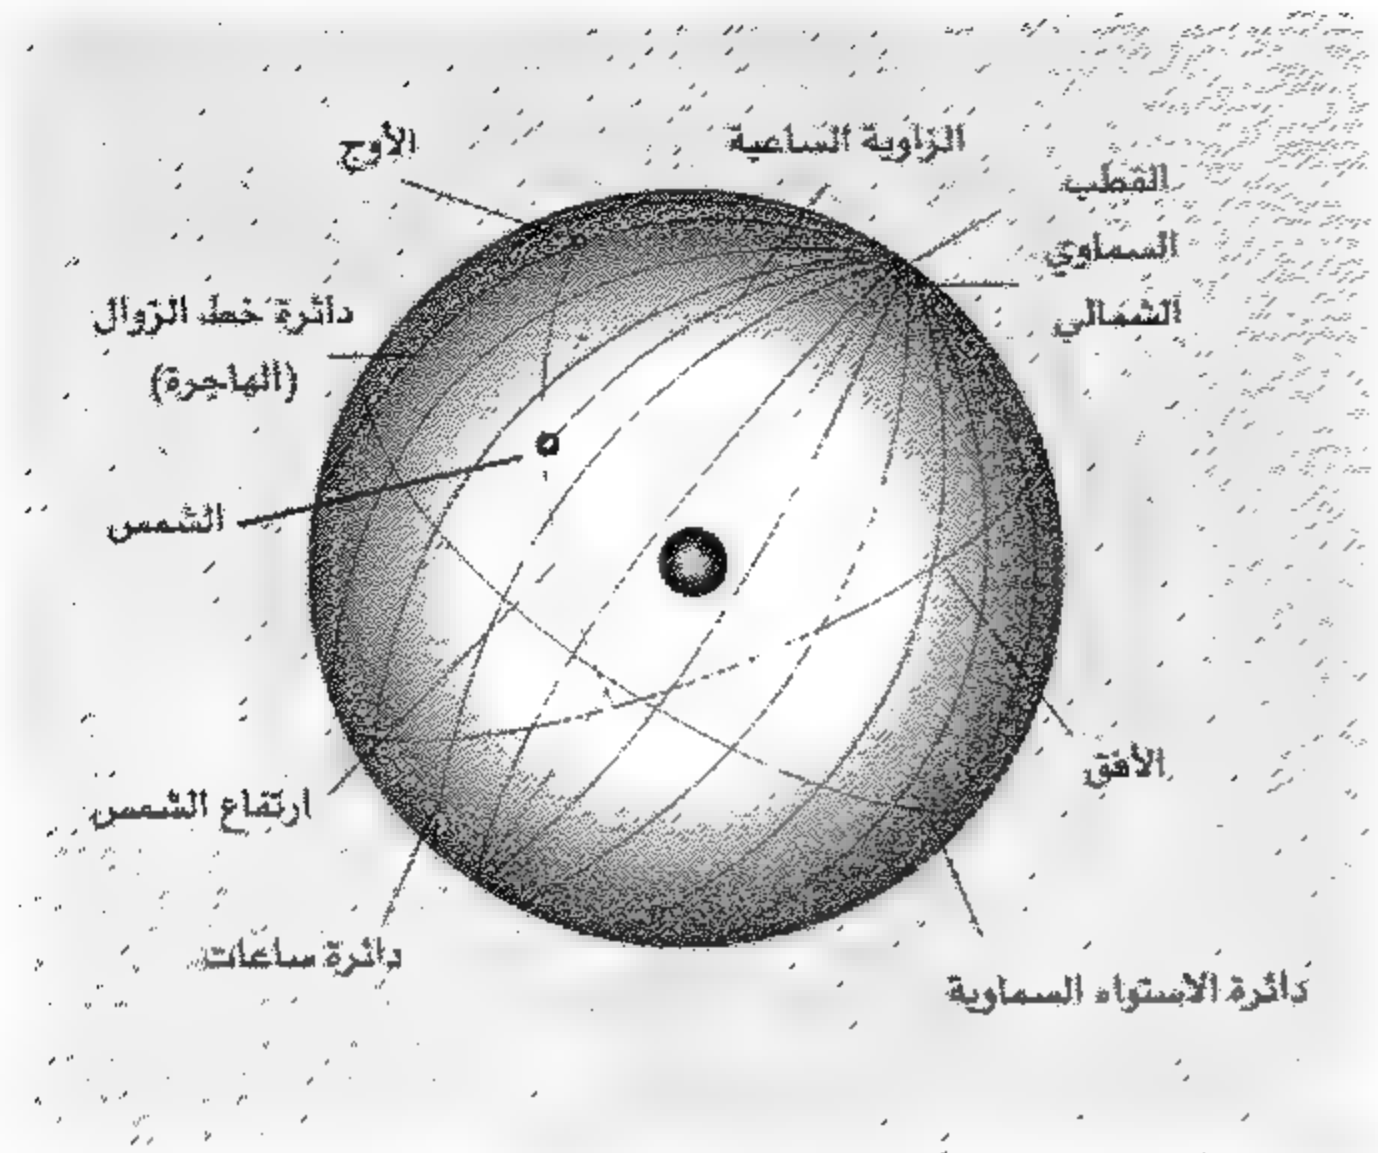 الأوج
الزاوية الساعية
القطب
السماوي
الشمالي
دائرة خط الزوال
(الهاجرة)
الشمس
الأفق
ارتفاع الشمس
دائرة ساعات
دائرة الاستواء السماوية